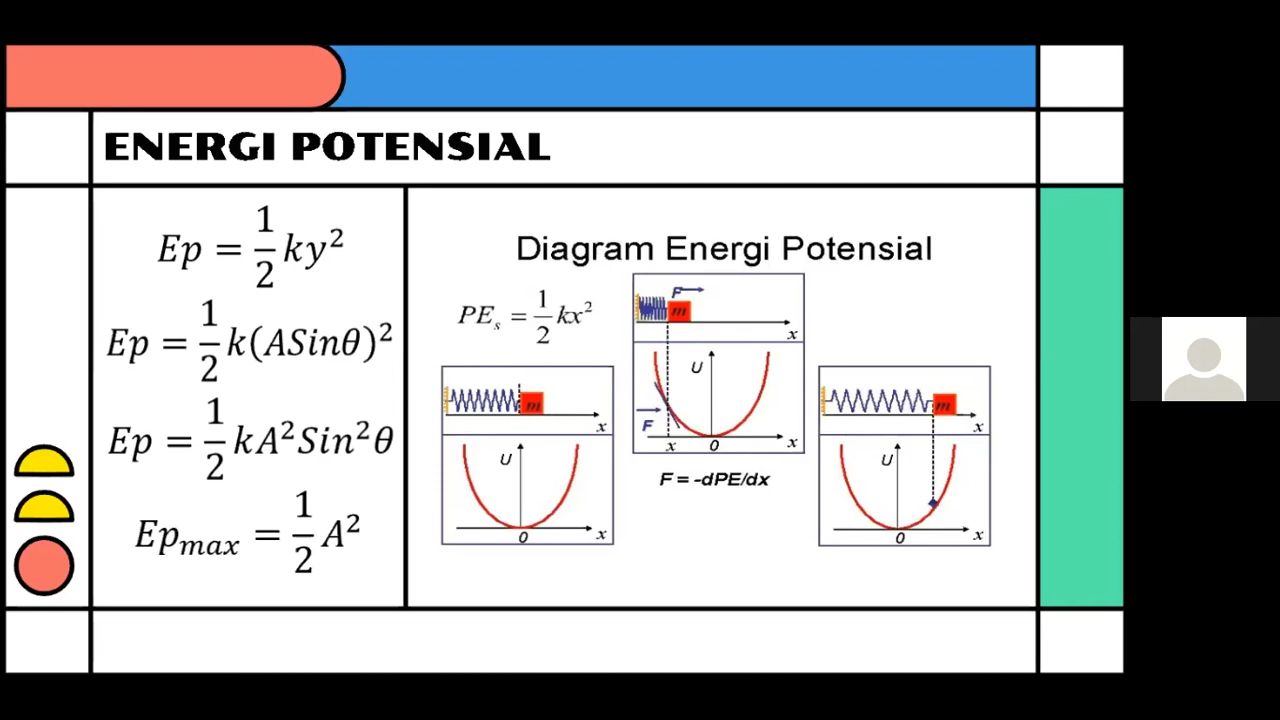 ENERGI POTENSIAL
Ep = 1/2 ky²
Ep = 1/2 k(ASinθ)²
Ep = 1/2 kA²Sin²θ
Epmax = 1/2 A²
Diagram Energi Potensial
PEs = 1/2 kx²
m
x
U
0
x
F
m
x
U
F
x
0
x
F = -dPE/dx
m
x
U
0
x